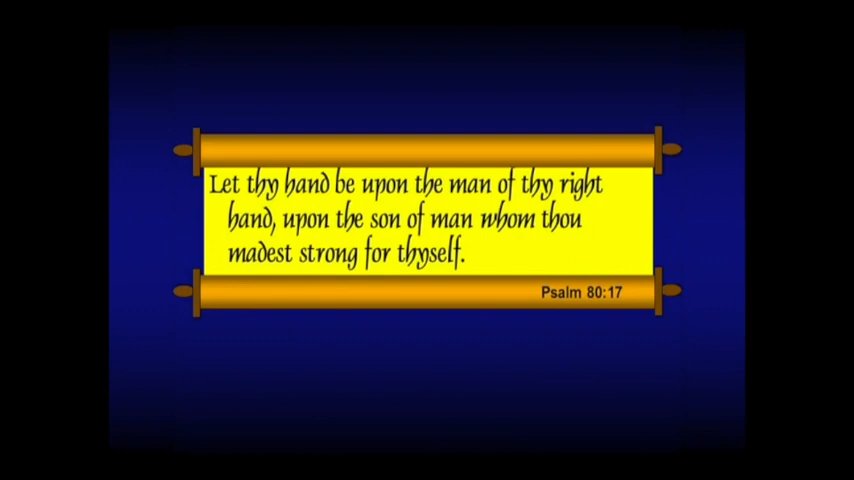 Let thy hand be upon the man of thy right
hand, upon the son of man whom thou
madest strong for thyself.
Psalm 80:17